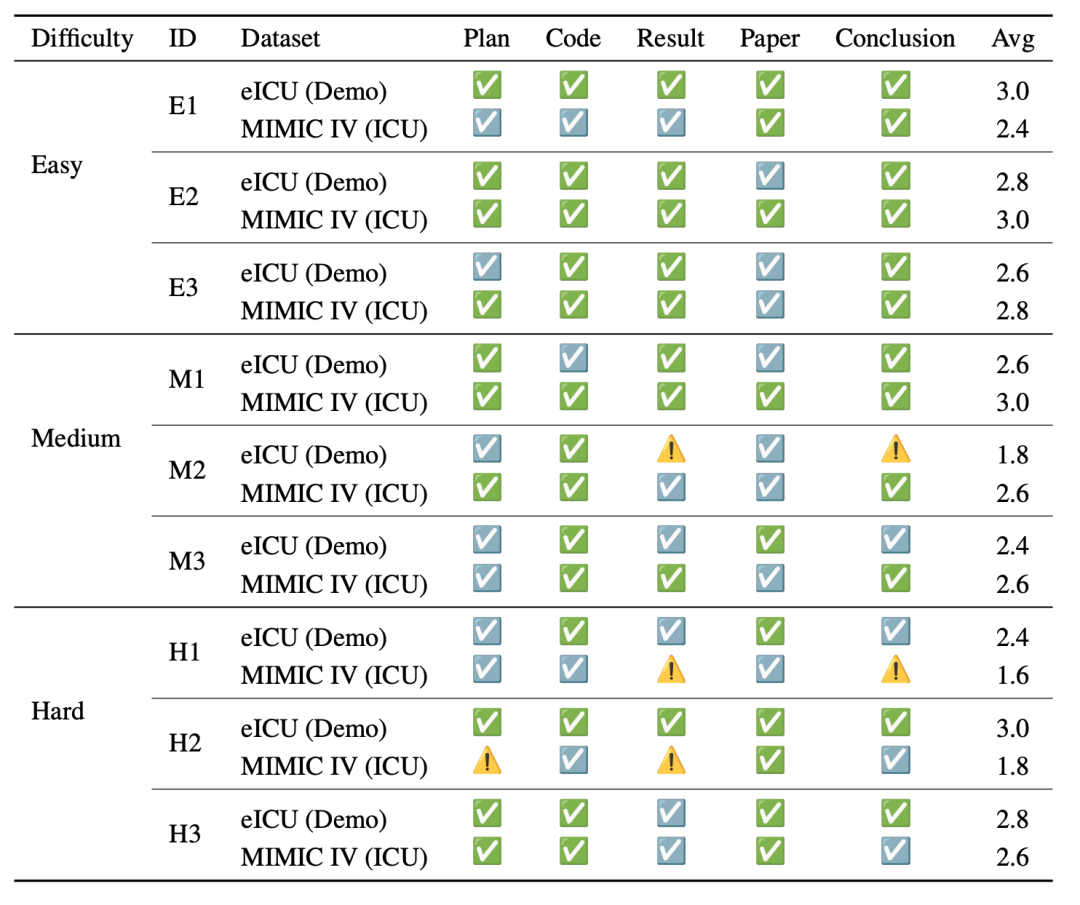 Difficulty ID Dataset Plan Code Result Paper Conclusion Avg
Easy E1 eICU (Demo) ✅ ✅ ✅ ✅ ✅ 3.0
MIMIC IV (ICU) ☑️ ☑️ ☑️ ✅ ✅ 2.4
E2 eICU (Demo) ✅ ✅ ✅ ☑️ ✅ 2.8
MIMIC IV (ICU) ✅ ✅ ✅ ✅ ✅ 3.0
E3 eICU (Demo) ☑️ ✅ ✅ ☑️ ✅ 2.6
MIMIC IV (ICU) ✅ ✅ ✅ ☑️ ✅ 2.8
Medium M1 eICU (Demo) ✅ ☑️ ✅ ☑️ ✅ 2.6
MIMIC IV (ICU) ✅ ✅ ✅ ✅ ✅ 3.0
M2 eICU (Demo) ☑️ ✅ ⚠️ ☑️ ⚠️ 1.8
MIMIC IV (ICU) ✅ ✅ ☑️ ☑️ ✅ 2.6
M3 eICU (Demo) ☑️ ✅ ☑️ ✅ ☑️ 2.4
MIMIC IV (ICU) ☑️ ✅ ✅ ☑️ ✅ 2.6
Hard H1 eICU (Demo) ☑️ ✅ ☑️ ✅ ☑️ 2.4
MIMIC IV (ICU) ☑️ ☑️ ⚠️ ☑️ ⚠️ 1.6
H2 eICU (Demo) ✅ ✅ ✅ ✅ ✅ 3.0
MIMIC IV (ICU) ⚠️ ☑️ ⚠️ ✅ ☑️ 1.8
H3 eICU (Demo) ✅ ✅ ☑️ ✅ ✅ 2.8
MIMIC IV (ICU) ✅ ✅ ☑️ ✅ ☑️ 2.6